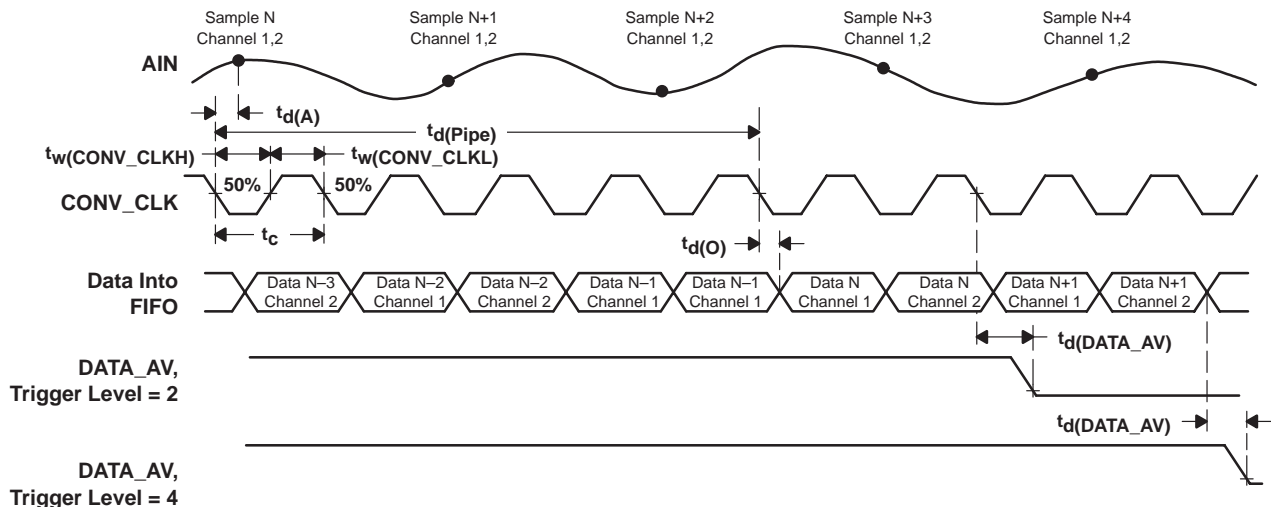 Sample N
Channel 1,2
Sample N+1
Channel 1,2
Sample N+2
Channel 1,2
Sample N+3
Channel 1,2
Sample N+4
Channel 1,2
AIN
td(A)
td(Pipe)
tw(CONV_CLKH)
tw(CONV_CLKL)
50%
50%
CONV_CLK
tc
td(O)
Data Into
FIFO
Data N–3
Channel 2
Data N–2
Channel 1
Data N–2
Channel 2
Data N–1
Channel 1
Data N–1
Channel 1
Data N
Channel 1
Data N
Channel 2
Data N+1
Channel 1
Data N+1
Channel 2
td(DATA_AV)
DATA_AV,
Trigger Level = 2
td(DATA_AV)
DATA_AV,
Trigger Level = 4